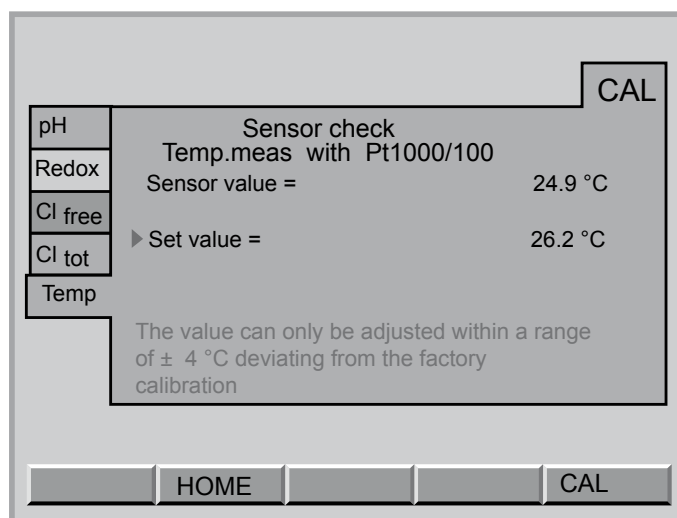 CAL
pH
Redox
Cl free
Cl tot
Temp
Sensor check
Temp.meas with Pt1000/100
Sensor value = 24.9 °C
Set value = 26.2 °C
The value can only be adjusted within a range
of ± 4 °C deviating from the factory
calibration
HOME
CAL